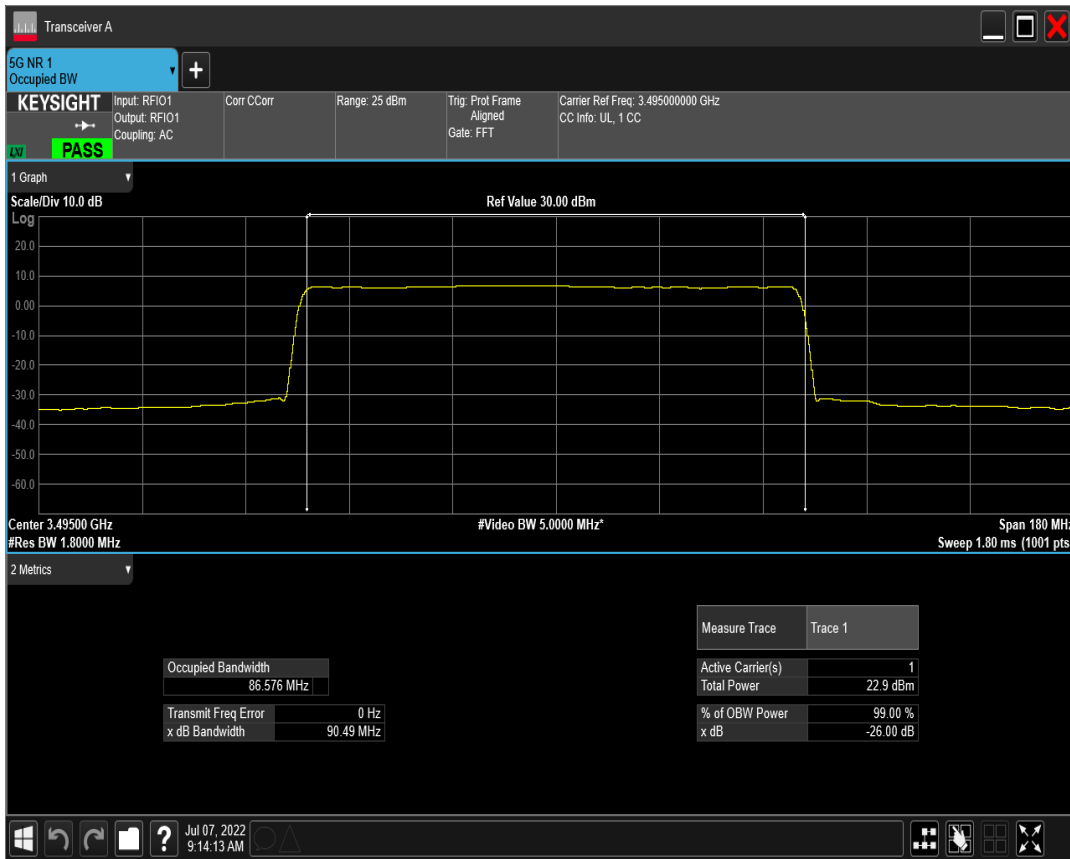 Transceiver A
5G NR 1
Occupied BW
KEYSIGHT
LXI
PASS
Input: RFIO1
Output: RFIO1
Coupling: AC
Corr CCorr
Range: 25 dBm
Trig: Prot Frame
Aligned
Gate: FFT
Carrier Ref Freq: 3.495000000 GHz
CC Info: UL, 1 CC
1 Graph
Scale/Div 10.0 dB
Ref Value 30.00 dBm
Log
20.0
10.0
0.00
-10.0
-20.0
-30.0
-40.0
-50.0
-60.0
Center 3.49500 GHz
#Video BW 5.0000 MHz*
Span 180 MHz
#Res BW 1.8000 MHz
Sweep 1.80 ms (1001 pts
2 Metrics
Measure Trace Trace 1
Occupied Bandwidth
86.576 MHz
Active Carrier(s) 1
Total Power 22.9 dBm
Transmit Freq Error 0 Hz
x dB Bandwidth 90.49 MHz
% of OBW Power 99.00 %
x dB -26.00 dB
?
Jul 07, 2022
9:14:13 AM